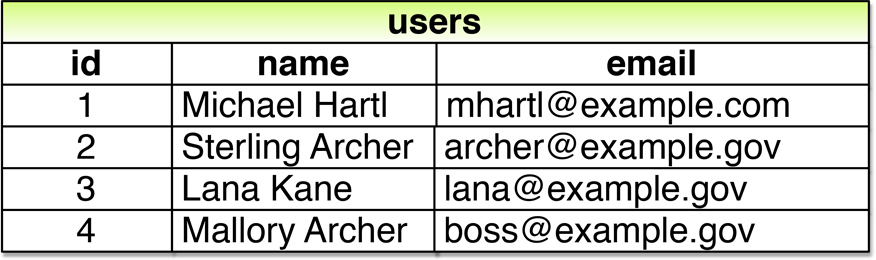 users
id name email
1 Michael Hartl mhartl@example.com
2 Sterling Archer archer@example.gov
3 Lana Kane lana@example.gov
4 Mallory Archer boss@example.gov